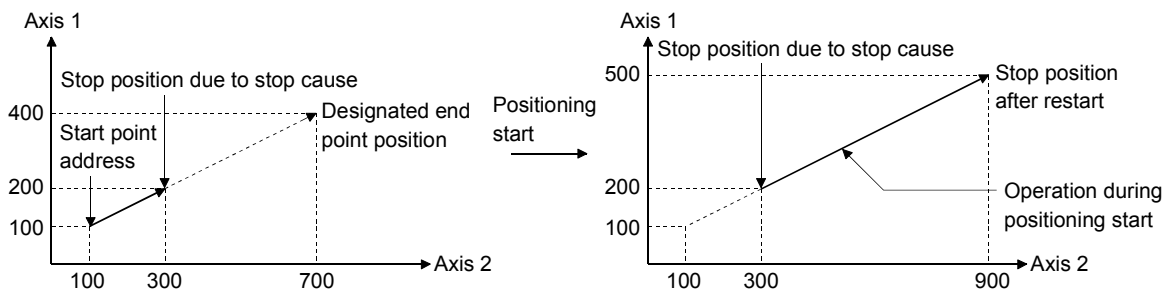 Axis 1
Stop position due to stop cause
400
Designated end
point position
Start point
address
200
100
100
300
700
Axis 2
Positioning
start
Axis 1
Stop position due to stop cause
500
Stop position
after restart
200
Operation during
positioning start
100
100
300
900
Axis 2